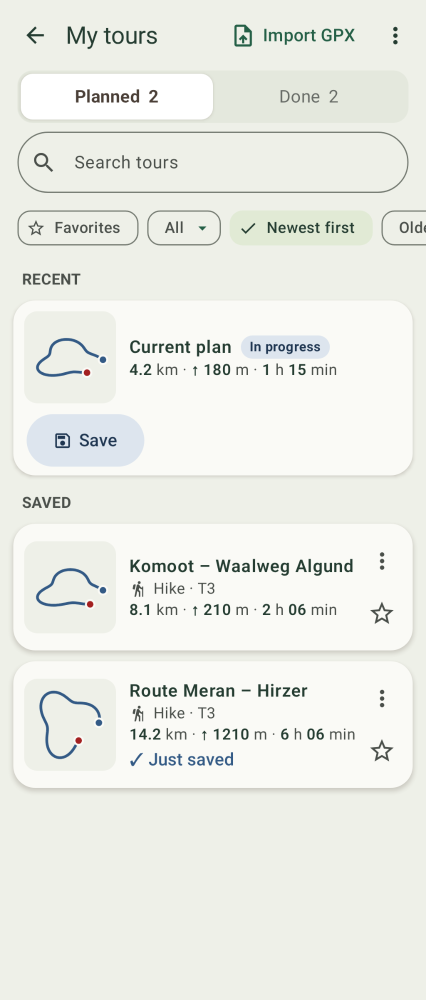 My tours
Import GPX
Planned 2
Done 2
Search tours
Favorites
All
Newest first
RECENT
Current plan
In progress
4.2 km · ↑ 180 m · 1 h 15 min
Save
SAVED
Komoot – Waalweg Algund
Hike · T3
8.1 km · ↑ 210 m · 2 h 06 min
Route Meran – Hirzer
Hike · T3
14.2 km · ↑ 1210 m · 6 h 06 min
✓ Just saved